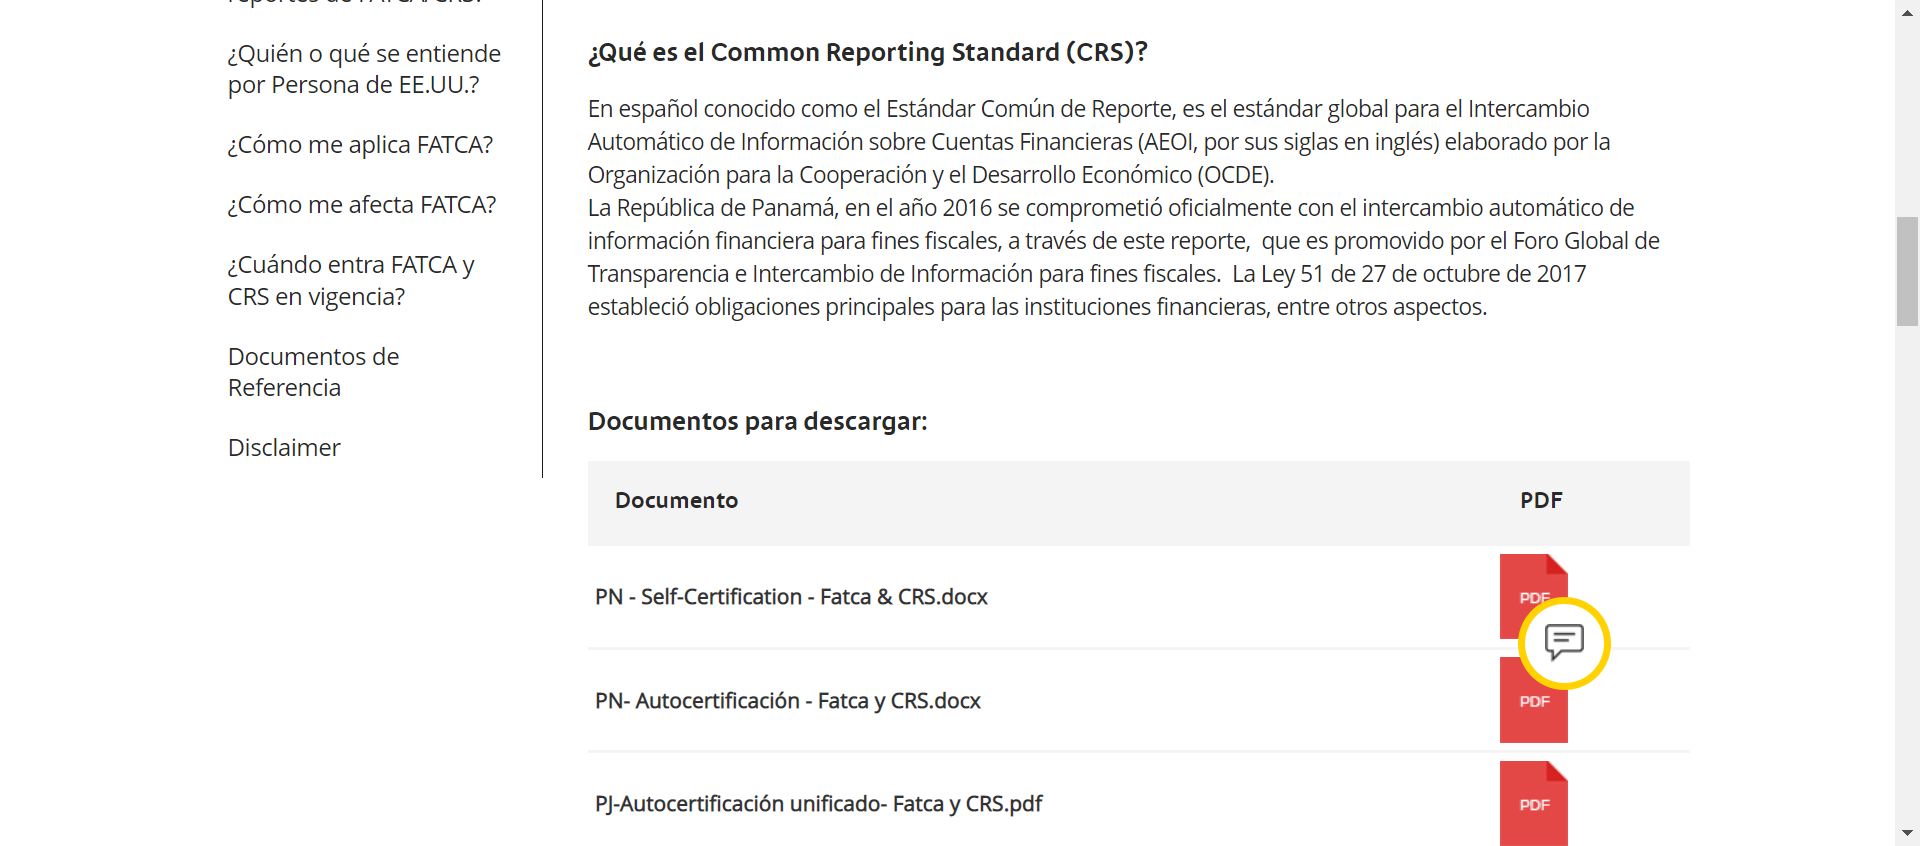 reportes de FATCA/CRS?
¿Quién o qué se entiende
por Persona de EE.UU.?
¿Cómo me aplica FATCA?
¿Cómo me afecta FATCA?
¿Cuándo entra FATCA y
CRS en vigencia?
Documentos de
Referencia
Disclaimer
¿Qué es el Common Reporting Standard (CRS)?
En español conocido como el Estándar Común de Reporte, es el estándar global para el Intercambio
Automático de Información sobre Cuentas Financieras (AEOI, por sus siglas en inglés) elaborado por la
Organización para la Cooperación y el Desarrollo Económico (OCDE).
La República de Panamá, en el año 2016 se comprometió oficialmente con el intercambio automático de
información financiera para fines fiscales, a través de este reporte,  que es promovido por el Foro Global de
Transparencia e Intercambio de Información para fines fiscales.  La Ley 51 de 27 de octubre de 2017
estableció obligaciones principales para las instituciones financieras, entre otros aspectos.
Documentos para descargar:
Documento PDF
PN - Self-Certification - Fatca & CRS.docx PDF
PN- Autocertificación - Fatca y CRS.docx PDF
PJ-Autocertificación unificado- Fatca y CRS.pdf PDF